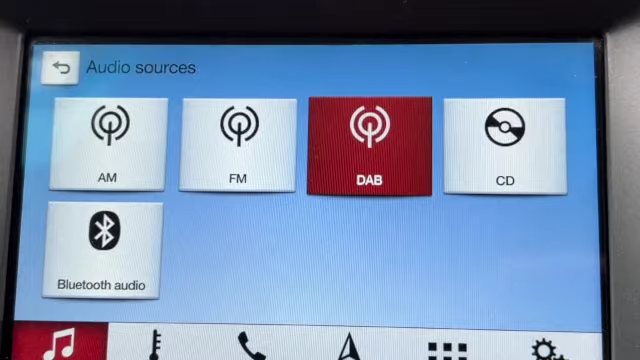 Audio sources
AM
FM
DAB
CD
Bluetooth audio